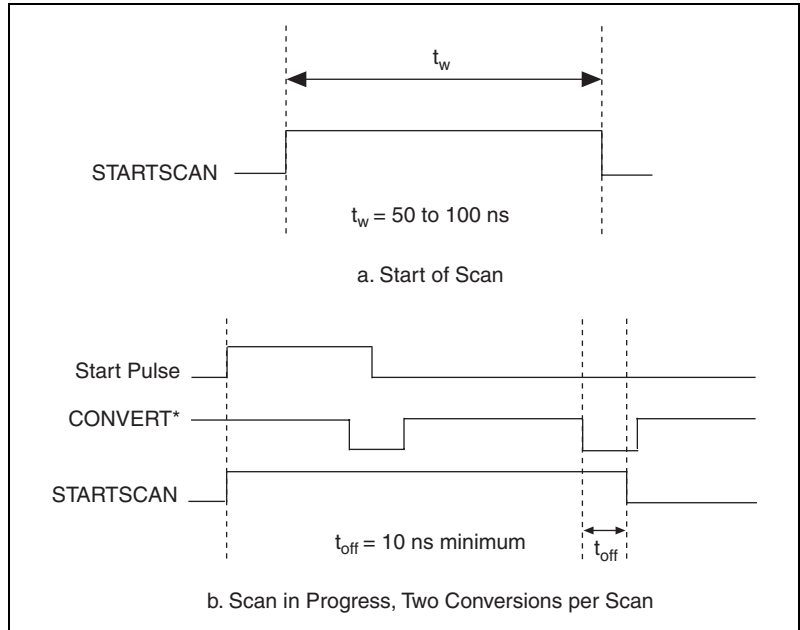 t_w
STARTSCAN
t_w = 50 to 100 ns
a. Start of Scan
Start Pulse
CONVERT*
STARTSCAN
t_off = 10 ns minimum
t_off
b. Scan in Progress, Two Conversions per Scan